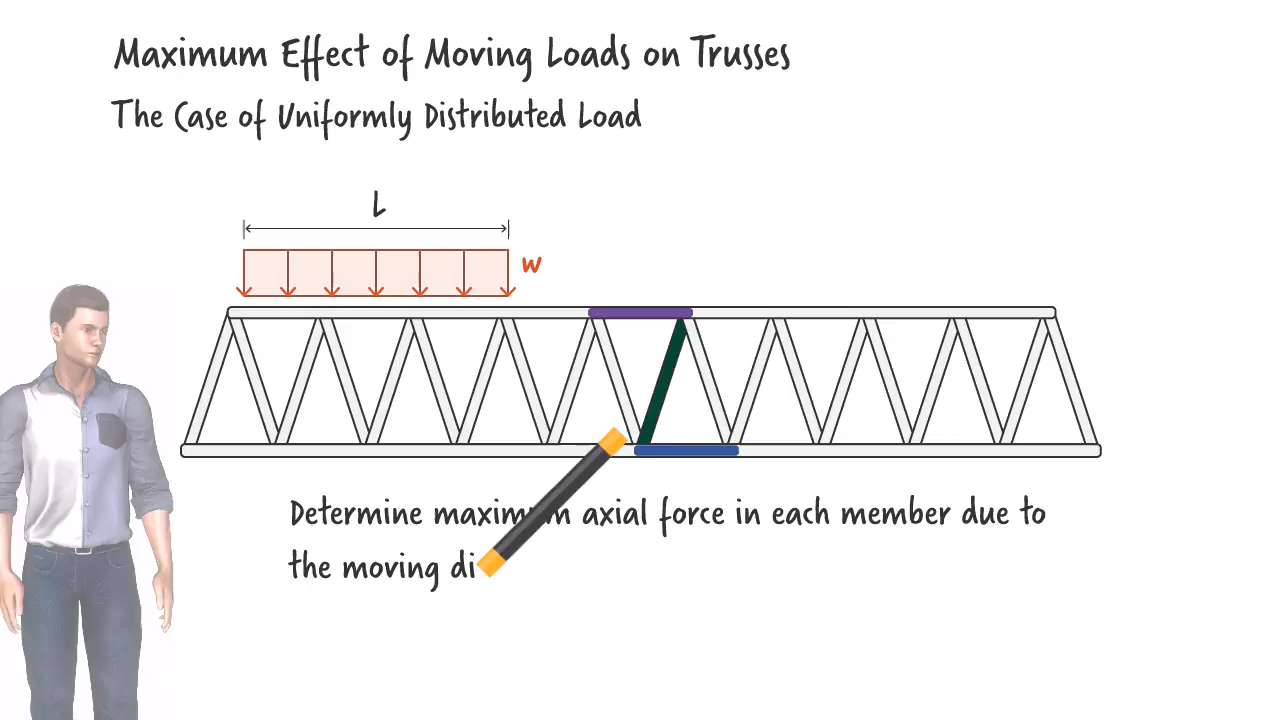 Maximum Effect of Moving Loads on Trusses
The Case of Uniformly Distributed Load
L
w
Determine maximum axial force in each member due to
the moving di